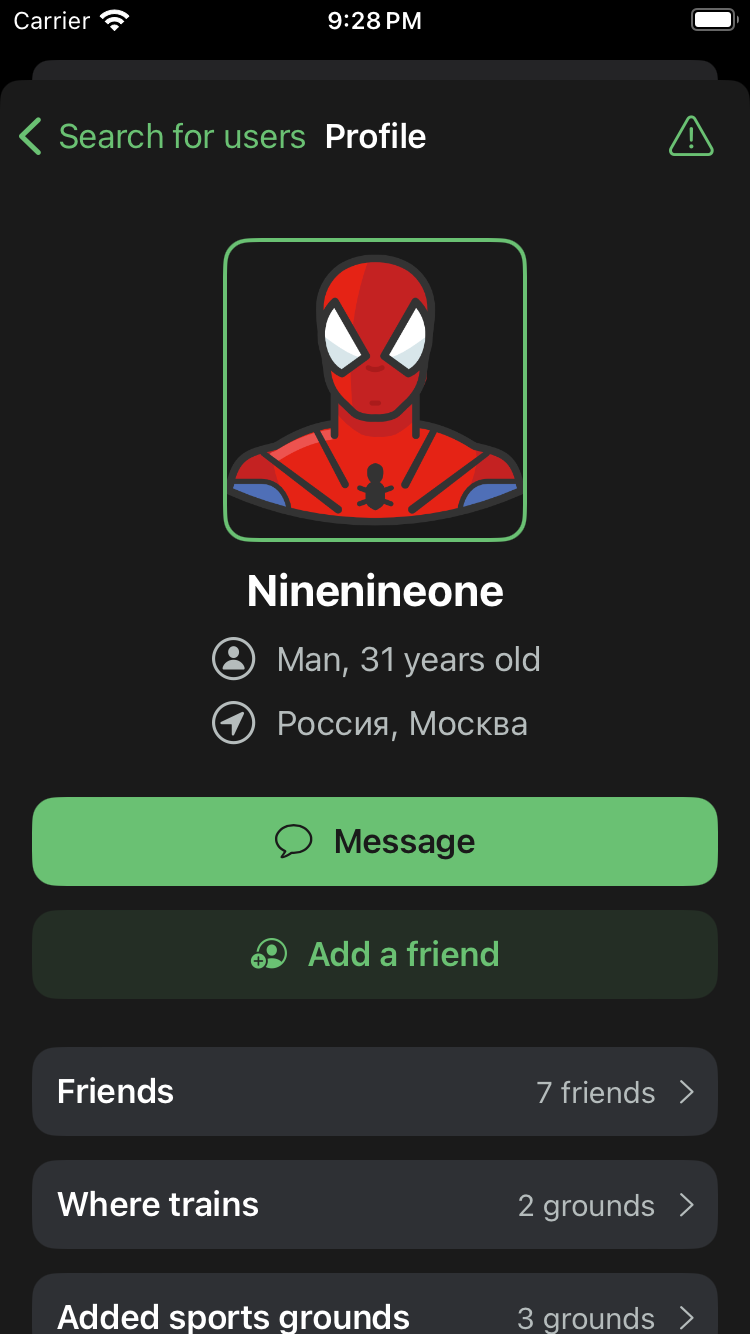 Carrier 9:28 PM
Search for users Profile
Ninenineone
Man, 31 years old
Россия, Москва
Message
Add a friend
Friends 7 friends
Where trains 2 grounds
Added sports grounds 3 grounds